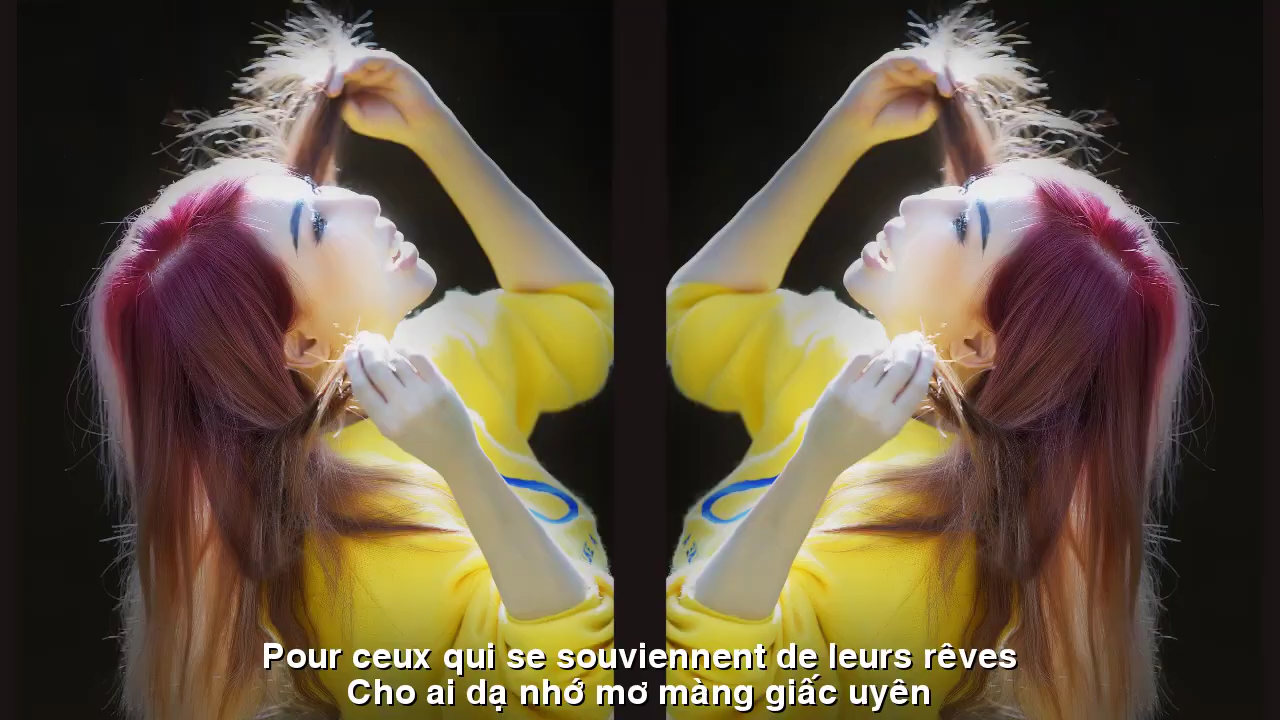 Pour ceux qui se souviennent de leurs rêves
Cho ai dạ nhớ mơ màng giấc uyên